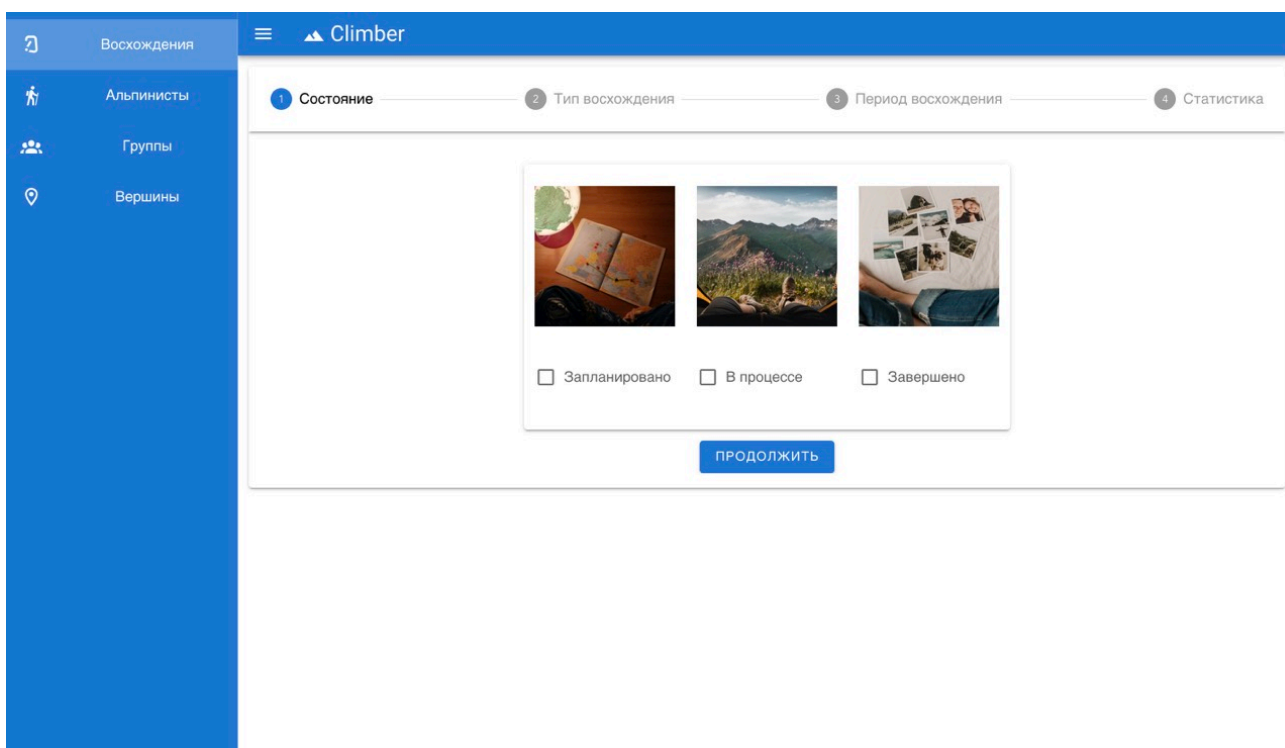 Восхождения
Альпинисты
Группы
Вершины
Climber
1 Состояние
2 Тип восхождения
3 Период восхождения
4 Статистика
Запланировано
В процессе
Завершено
ПРОДОЛЖИТЬ